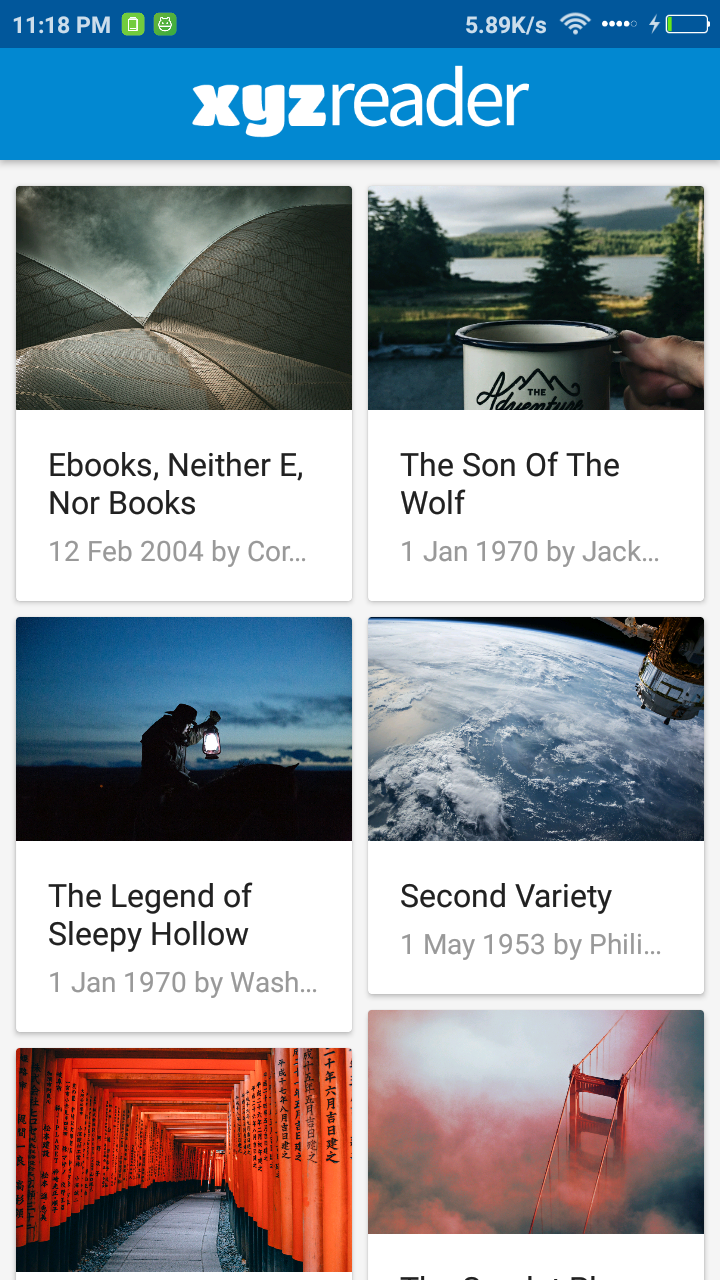 11:18 PM
5.89K/s
xyzreader
THE
Adventure
Ebooks, Neither E,
Nor Books
12 Feb 2004 by Cor...
The Son Of The
Wolf
1 Jan 1970 by Jack...
The Legend of
Sleepy Hollow
1 Jan 1970 by Wash...
Second Variety
1 May 1953 by Phili...